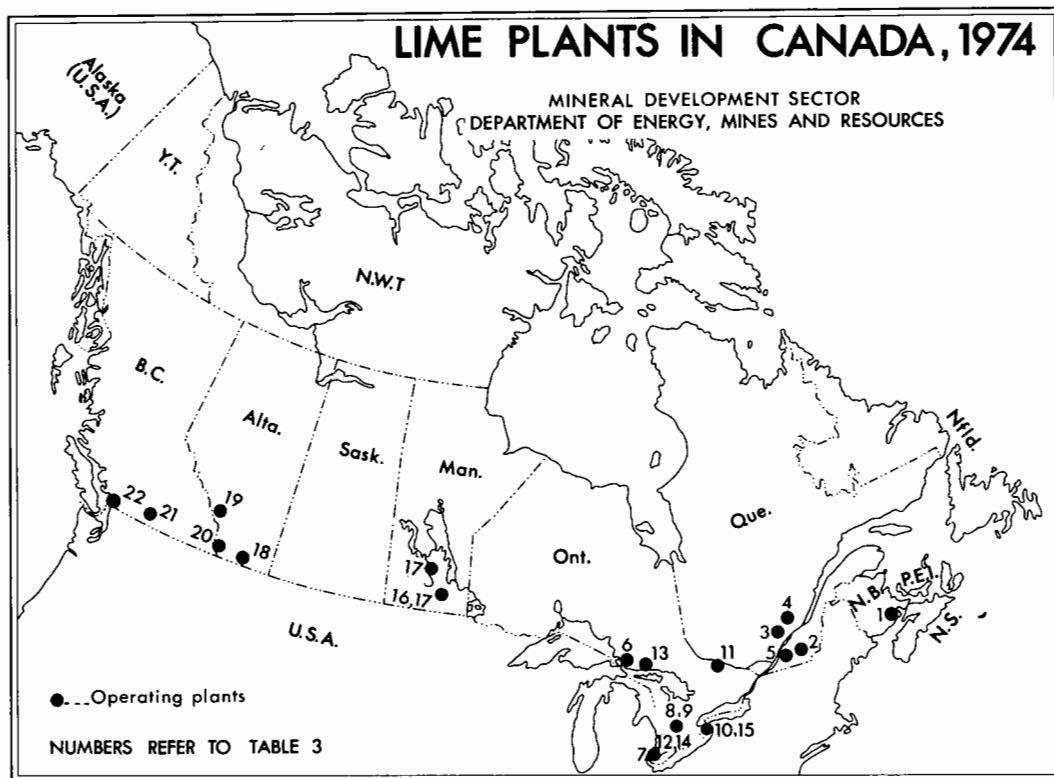 LIME PLANTS IN CANADA, 1974
MINERAL DEVELOPMENT SECTOR
DEPARTMENT OF ENERGY, MINES AND RESOURCES
Alaska
(U.S.A.)
Y.T.
N.W.T
B.C.
Alta.
Sask.
Man.
Ont.
Que.
Nfld.
P.E.I.
N.B.
N.S.
22
21
19
20
18
17
16,17
U.S.A.
6
13
11
4
3
5
2
1
8,9
10,15
12,14
7
---Operating plants
NUMBERS REFER TO TABLE 3